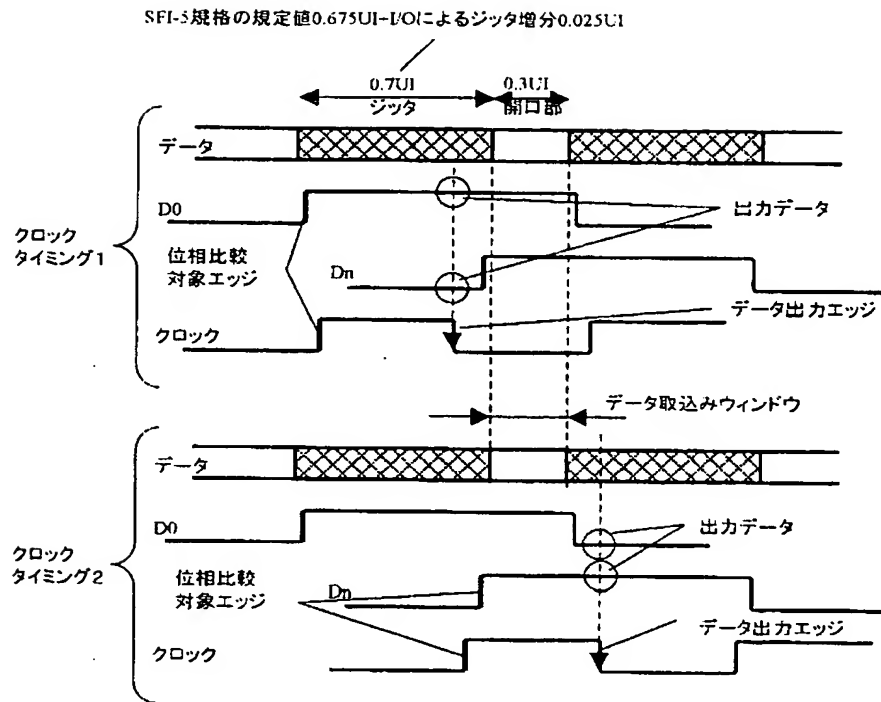 SFI-5規格の規定値0.675UI+I/Oによるジッタ増分0.025UI
0.7UI
ジッタ
0.3UI
開口部
クロック
タイミング1
データ
D0
出力データ
位相比較
対象エッジ
Dn
データ出力エッジ
クロック
データ取込みウィンドウ
クロック
タイミング2
データ
D0
出力データ
位相比較
対象エッジ
Dn
データ出力エッジ
クロック